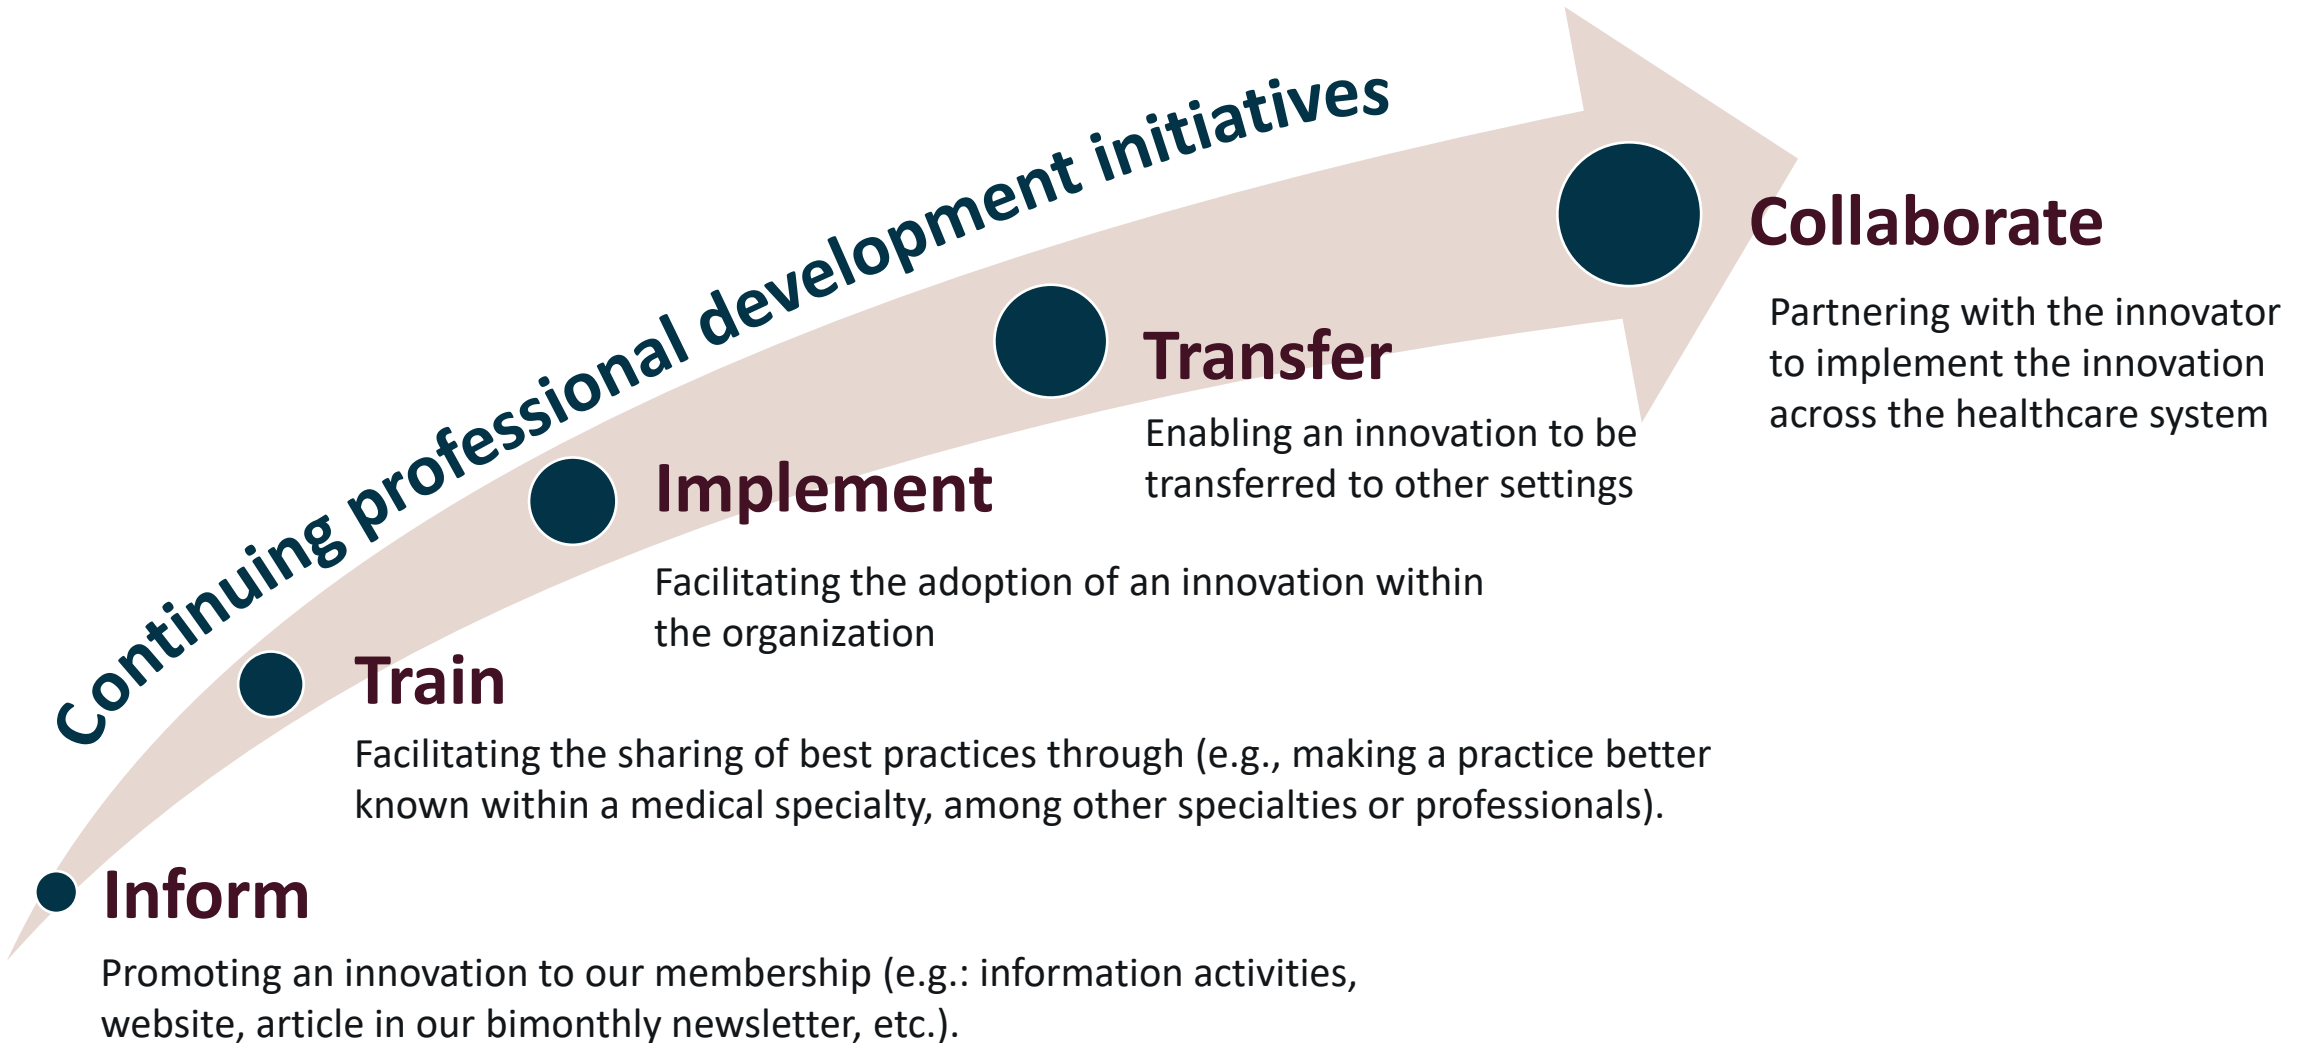 Continuing professional development initiatives
Collaborate
Partnering with the innovator
to implement the innovation
across the healthcare system
Transfer
Enabling an innovation to be
transferred to other settings
Implement
Facilitating the adoption of an innovation within
the organization
Train
Facilitating the sharing of best practices through (e.g., making a practice better
known within a medical specialty, among other specialties or professionals).
Inform
Promoting an innovation to our membership (e.g.: information activities,
website, article in our bimonthly newsletter, etc.).